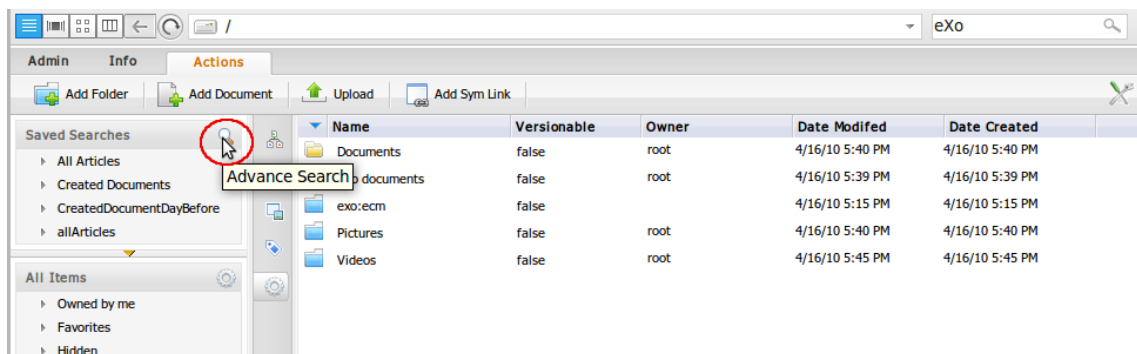 / eXo
Admin Info Actions
Add Folder Add Document Upload Add Sym Link
Saved Searches
All Articles
Created Documents
CreatedDocumentDayBefore
allArticles
Advance Search
All Items
Owned by me
Favorites
Hidden
Name Versionable Owner Date Modifed Date Created
Documents false root 4/16/10 5:40 PM 4/16/10 5:40 PM
documents false root 4/16/10 5:39 PM 4/16/10 5:39 PM
exo:ecm false 4/16/10 5:15 PM 4/16/10 5:15 PM
Pictures false root 4/16/10 5:40 PM 4/16/10 5:40 PM
Videos false root 4/16/10 5:45 PM 4/16/10 5:45 PM